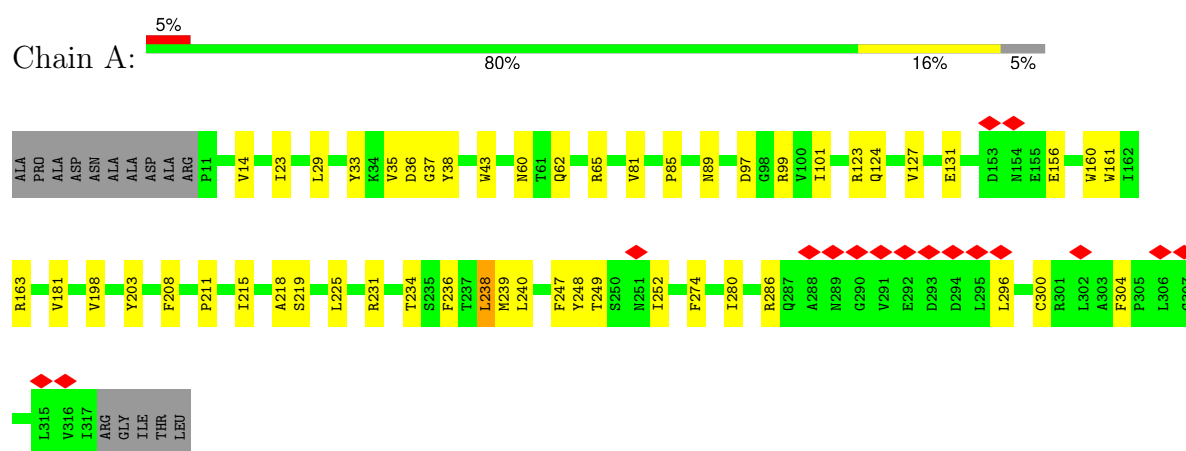 5%
Chain A:
80% 16% 5%
ALA PRO ALA ASP ASN ALA ALA ASP ALA ARG P11 V14 I23 L29 Y33 K34 V35 D36 G37 Y38 W43 N60 T61 Q62 R65 V81 P85 N89 D97 G98 R99 V100 I101 R123 Q124 V127 E131 D153 N154 E155 E156 W160 W161 I162
R163 V181 V198 Y203 F208 P211 I215 A218 S219 L225 R231 T234 S235 F236 T237 L238 M239 L240 F247 Y248 T249 S250 N251 I252 F274 I280 R286 Q287 A288 N289 G290 V291 E292 D293 D294 L295 L296 C300 R301 L302 A303 F304 P305 L306
L315 V316 I317 ARG GLY ILE THR LEU